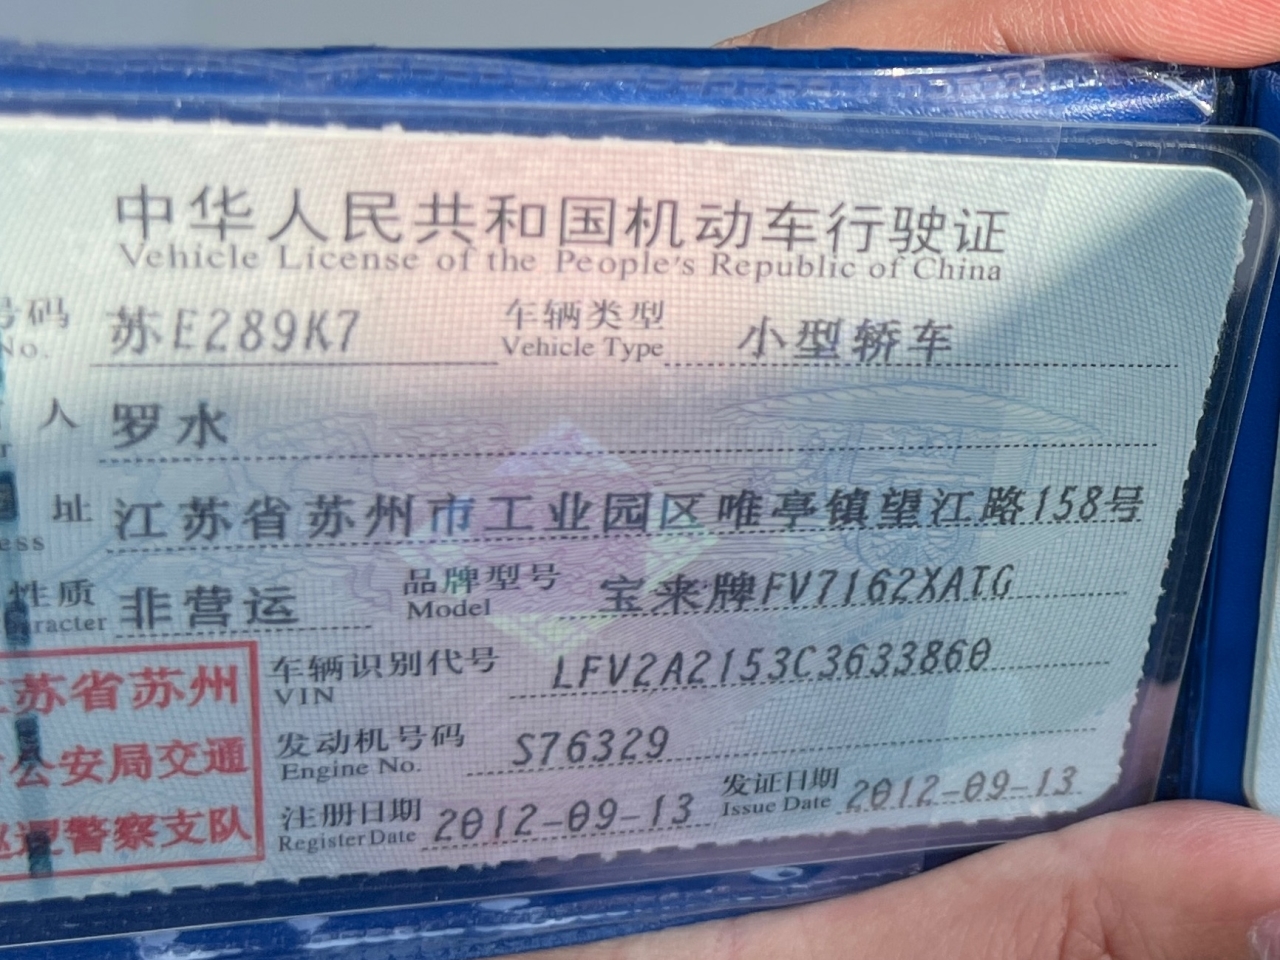 中华人民共和国机动车行驶证
Vehicle License of the People's Republic of China
号码 苏E289K7 车辆类型 小型轿车
No. Vehicle Type
人 罗水
址 江苏省苏州市工业园区唯亭镇望江路158号
ess
性质 非营运 品牌型号 宝来牌FV7162XATG
aracter Model
车辆识别代号 LFV2A2153C3633860
VIN
苏省苏州
发动机号码 S76329
Engine No.
公安局交通
注册日期 2012-09-13 发证日期 2012-09-13
Register Date Issue Date
巡逻警察支队